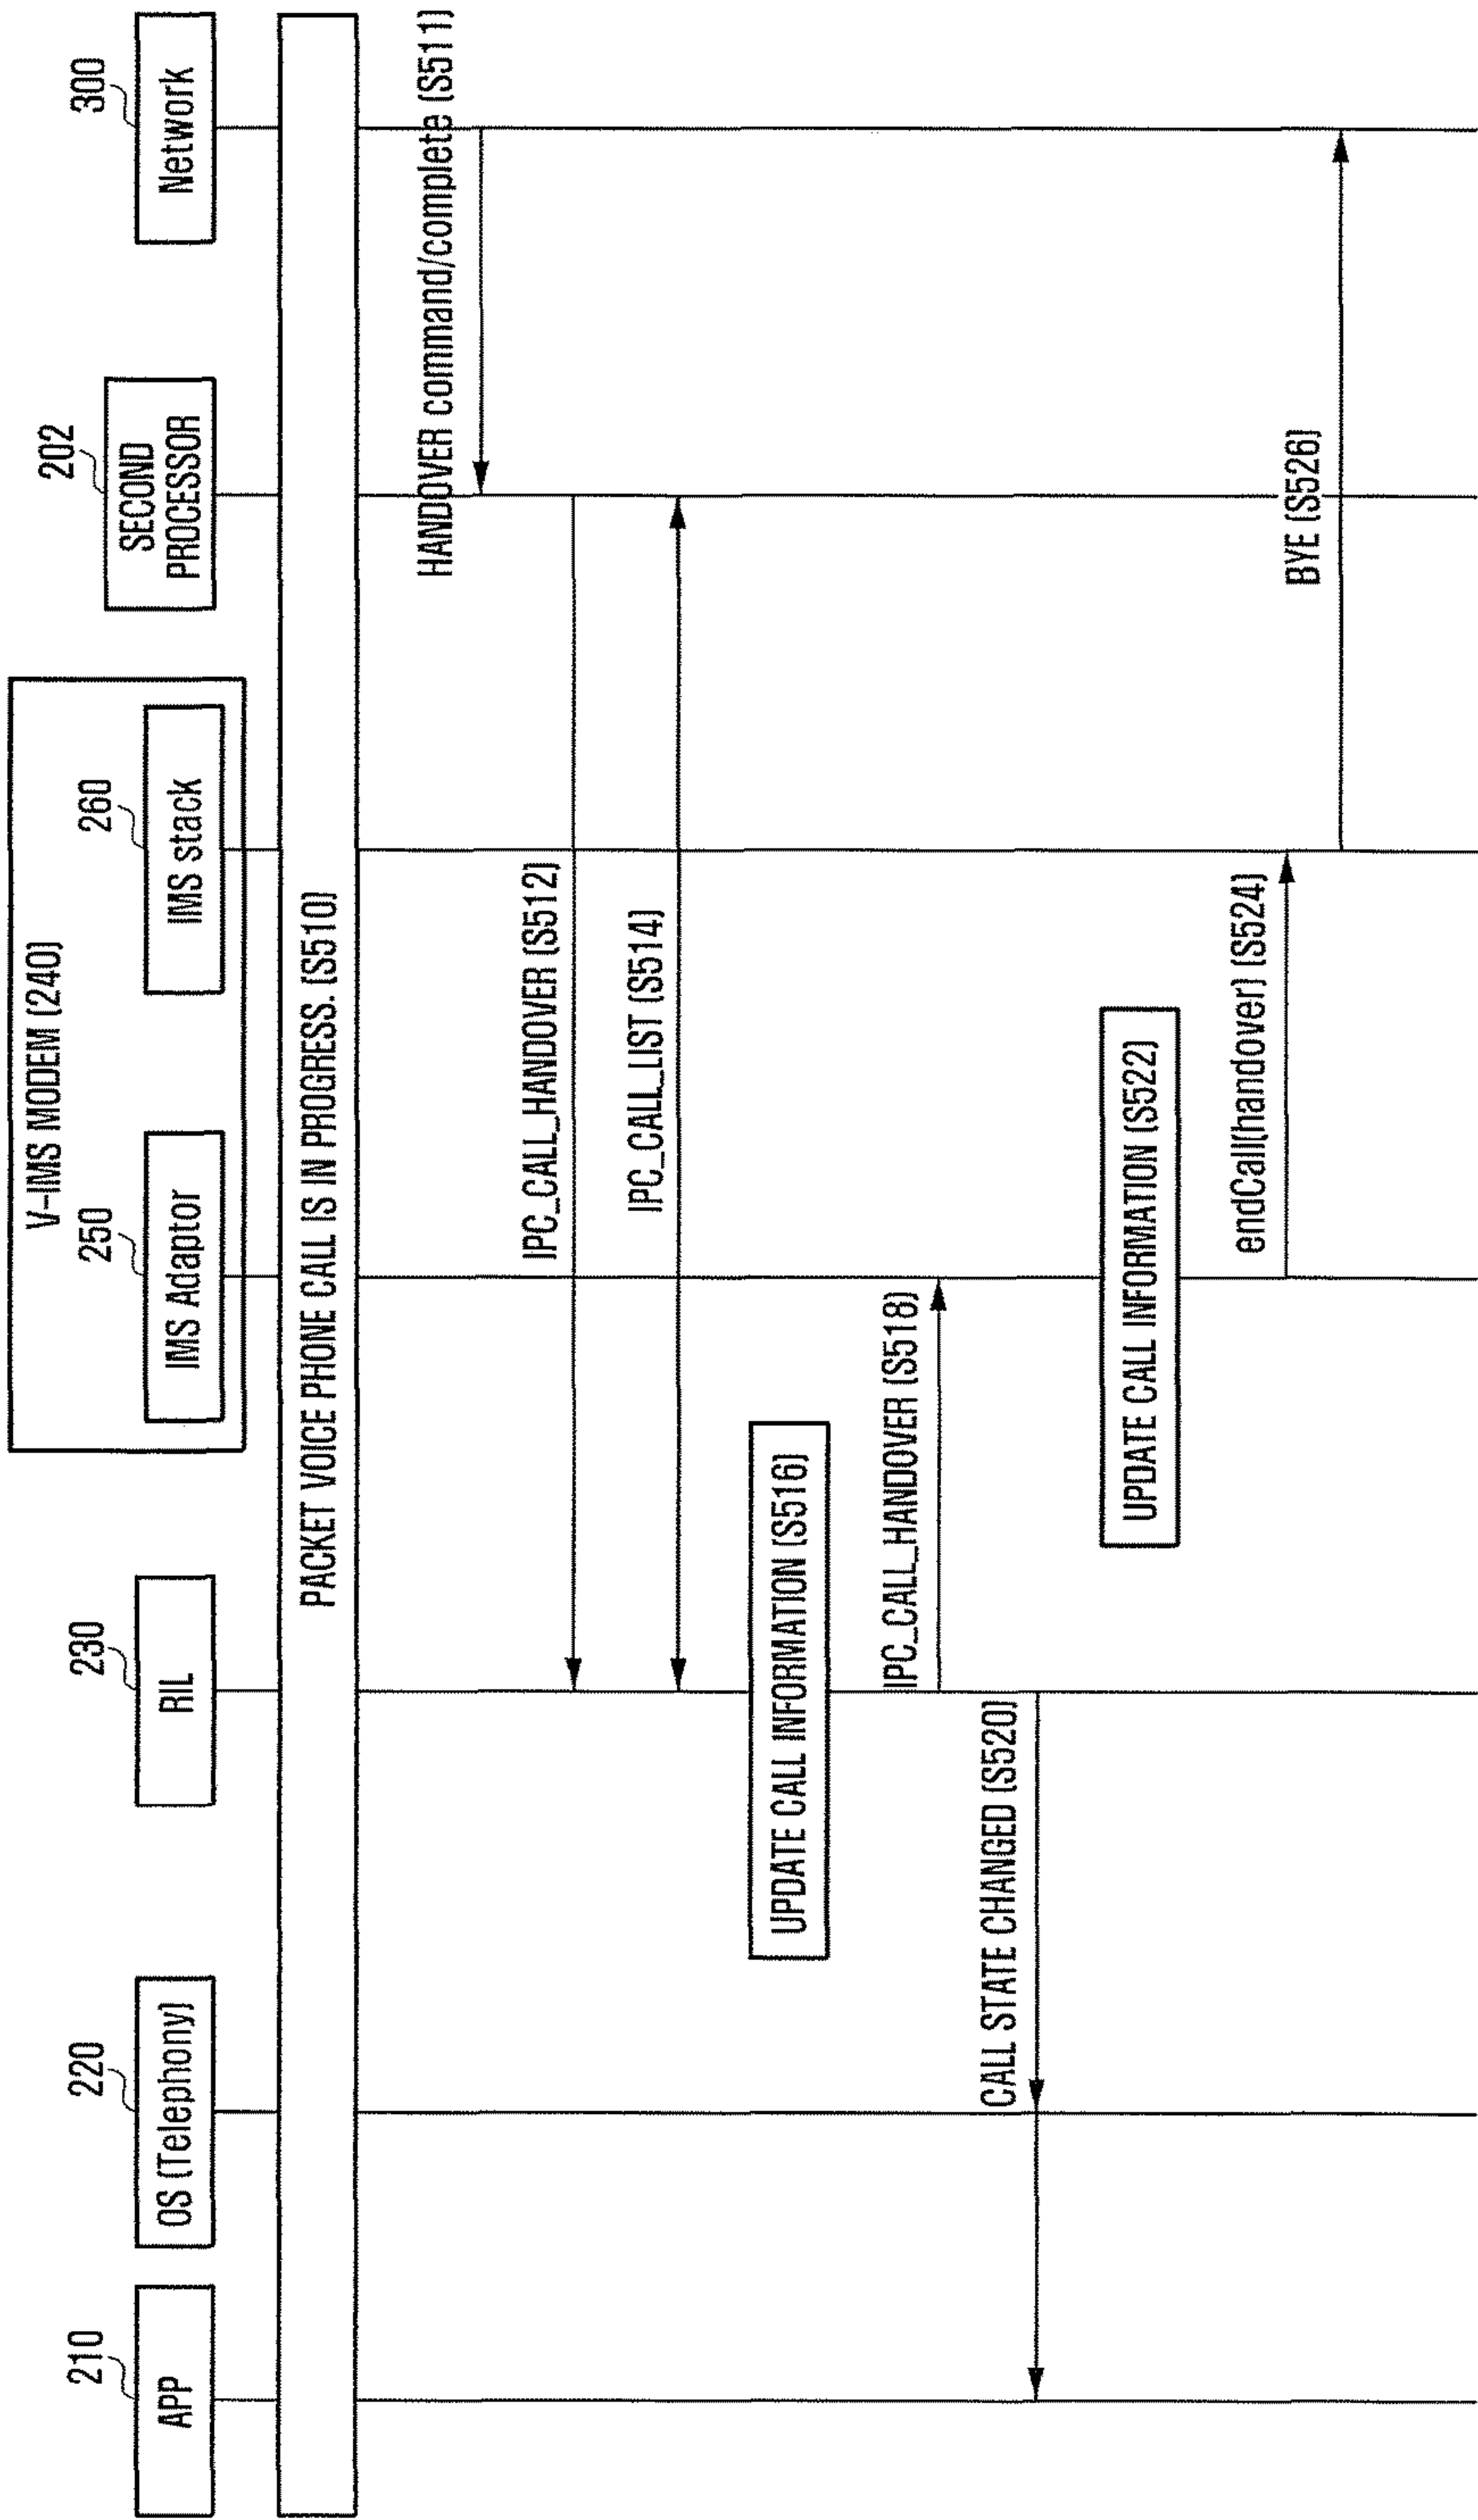 V-IMS MODEM (240)
210
220
230
250
260
202
300
APP
OS (Telephony)
RIL
IMS Adaptor
IMS stack
SECOND
PROCESSOR
Network
PACKET VOICE PHONE CALL IS IN PROGRESS. (S510)
HANDOVER command/complete (S511)
IPC_CALL_HANDOVER (S512)
IPC_CALL_LIST (S514)
UPDATE CALL INFORMATION (S516)
IPC_CALL_HANDOVER (S518)
CALL STATE CHANGED (S520)
UPDATE CALL INFORMATION (S522)
endCall(handover) (S524)
BYE (S526)